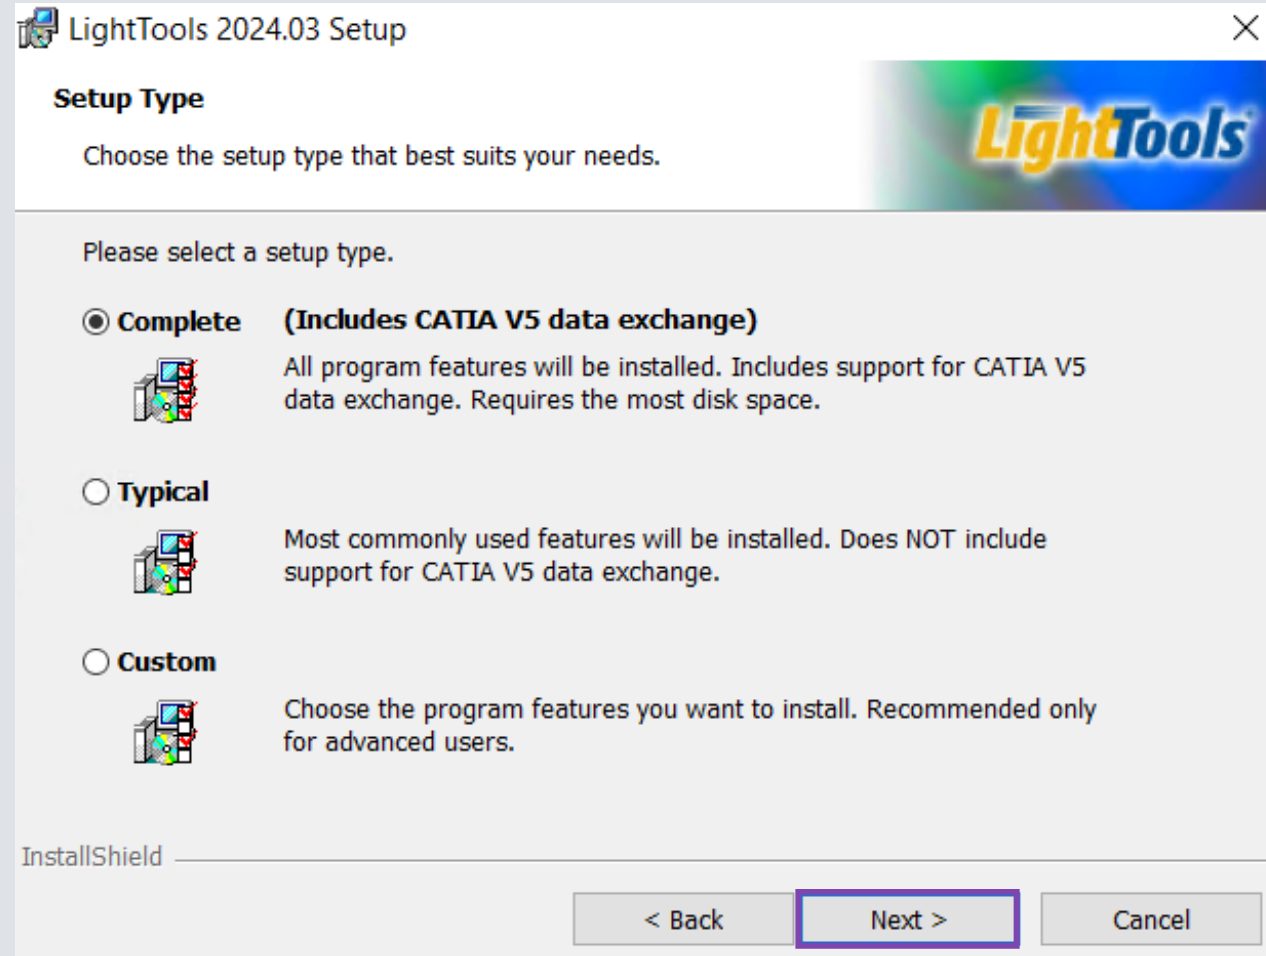 LightTools 2024.03 Setup
Setup Type
LightTools
Choose the setup type that best suits your needs.
Please select a setup type.
Complete (Includes CATIA V5 data exchange)
All program features will be installed. Includes support for CATIA V5
data exchange. Requires the most disk space.
Typical
Most commonly used features will be installed. Does NOT include
support for CATIA V5 data exchange.
Custom
Choose the program features you want to install. Recommended only
for advanced users.
InstallShield
< Back Next > Cancel